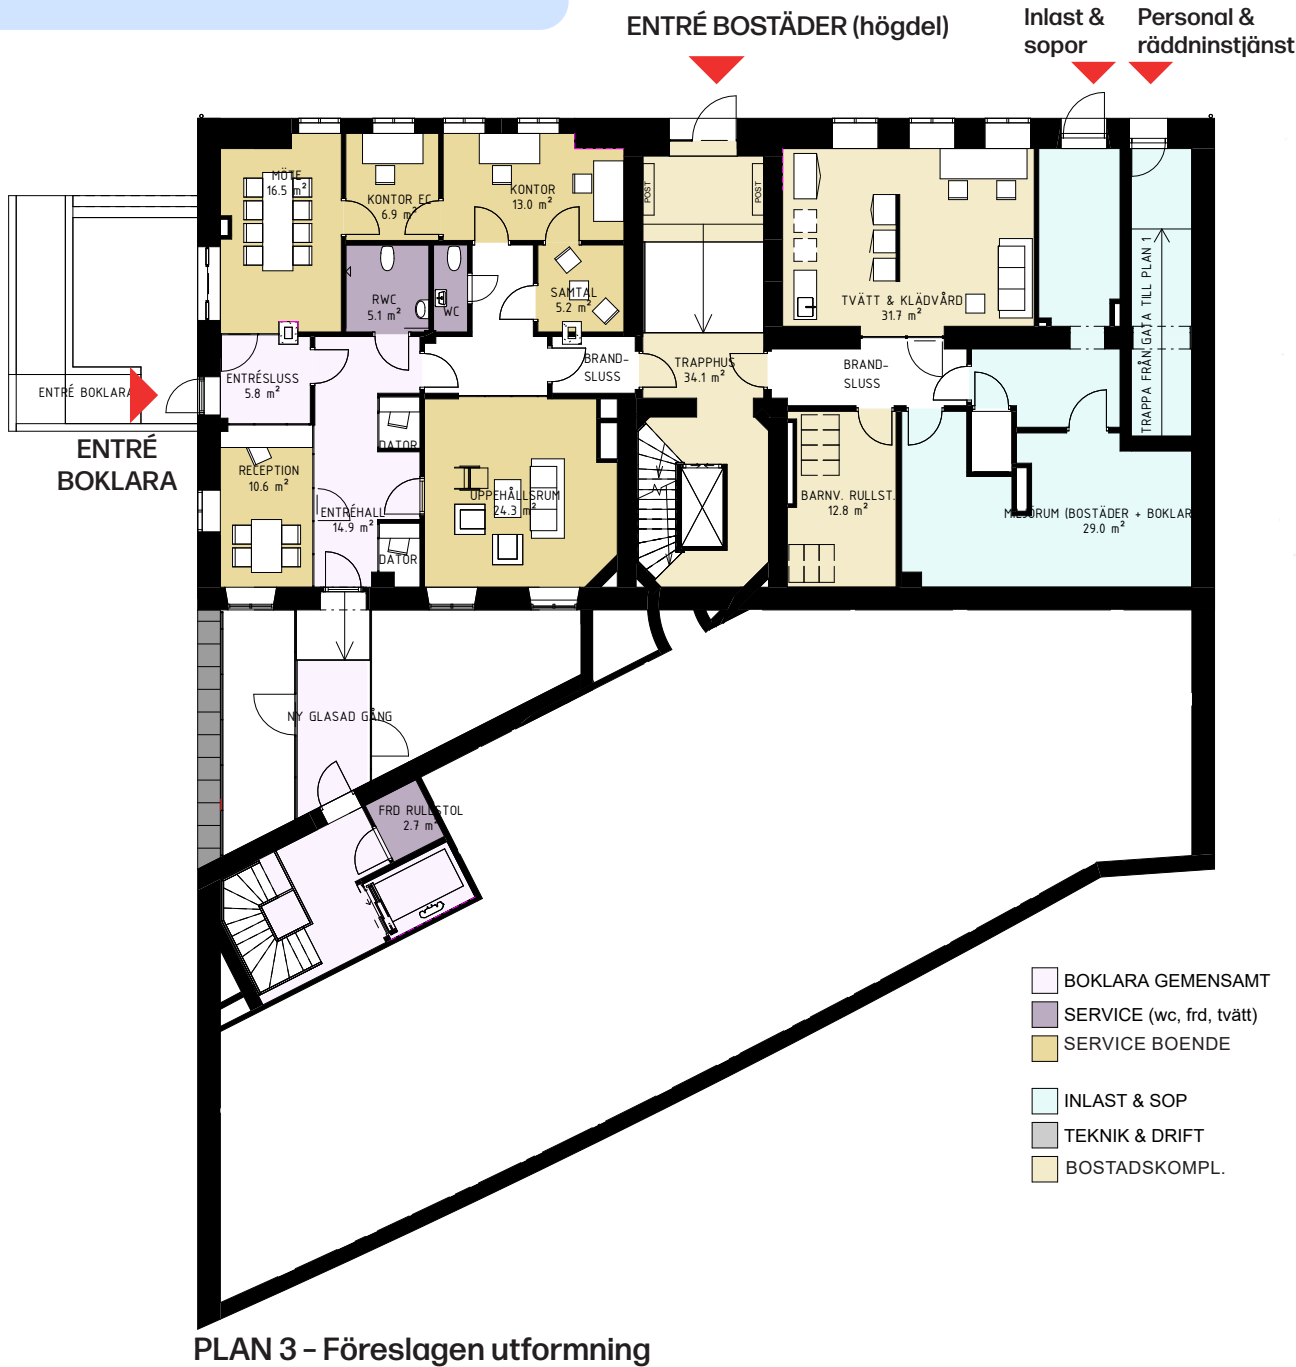 ENTRÉ BOSTÄDER (högdel)
Inlast &
sopor
Personal &
räddninstjänst
MÖTE
16.5 m²
KONTOR EC
6.9 m²
KONTOR
13.0 m²
POST
POST
RWC
5.1 m²
WC
SAMTAL
5.2 m²
TVÄTT & KLÄDVÅRD
31.7 m²
TRAPPA FRÅN GATA TILL PLAN 1
ENTRÉ BOKLARA
ENTRÉ
BOKLARA
ENTRÉSLUSS
5.8 m²
BRAND-
SLUSS
TRAPPHUS
34.1 m²
BRAND-
SLUSS
DATOR
RECEPTION
10.6 m²
ENTRÉHALL
14.9 m²
UPPEHÅLLSRUM
24.3 m²
DATOR
BARNV. RULLST.
12.8 m²
MILJÖRUM (BOSTÄDER + BOKLAR
29.0 m²
NY GLASAD GÅNG
FRD RULLSTOL
2.7 m²
BOKLARA GEMENSAMT
SERVICE (wc, frd, tvätt)
SERVICE BOENDE
INLAST & SOP
TEKNIK & DRIFT
BOSTADSKOMPL.
PLAN 3 – Föreslagen utformning